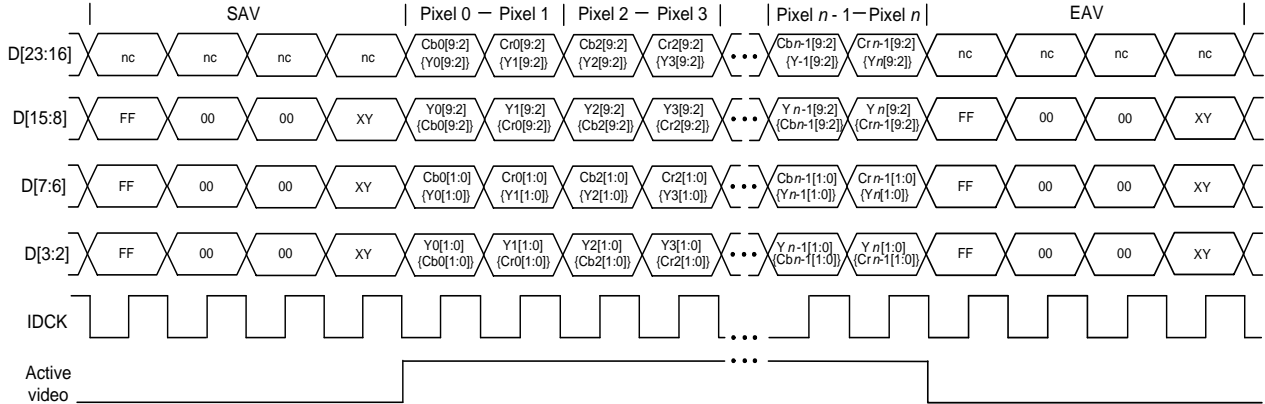 SAV Pixel 0 — Pixel 1 Pixel 2 — Pixel 3 Pixel n - 1 — Pixel n EAV
D[23:16] nc nc nc nc Cb0[9:2] Cr0[9:2] Cb2[9:2] Cr2[9:2] ••• Cbn-1[9:2] Crn-1[9:2] nc nc nc nc
{Y0[9:2]} {Y1[9:2]} {Y2[9:2]} {Y3[9:2]} {Y-1[9:2]} {Yn[9:2]}
D[15:8] FF 00 00 XY Y0[9:2] Y1[9:2] Y2[9:2] Y3[9:2] ••• Y n-1[9:2] Y n[9:2] FF 00 00 XY
{Cb0[9:2]} {Cr0[9:2]} {Cb2[9:2]} {Cr2[9:2]} {Cbn-1[9:2]} {Crn-1[9:2]}
D[7:6] FF 00 00 XY Cb0[1:0] Cr0[1:0] Cb2[1:0] Cr2[1:0] ••• Cbn-1[1:0] Crn-1[1:0] FF 00 00 XY
{Y0[1:0]} {Y1[1:0]} {Y2[1:0]} {Y3[1:0]} {Yn-1[1:0]} {Yn[1:0]}
D[3:2] FF 00 00 XY Y0[1:0] Y1[1:0] Y2[1:0] Y3[1:0] ••• Y n-1[1:0] Y n[1:0] FF 00 00 XY
{Cb0[1:0]} {Cr0[1:0]} {Cb2[1:0]} {Cr2[1:0]} {Cbn-1[1:0]} {Crn-1[1:0]}
IDCK •••
Active •••
video